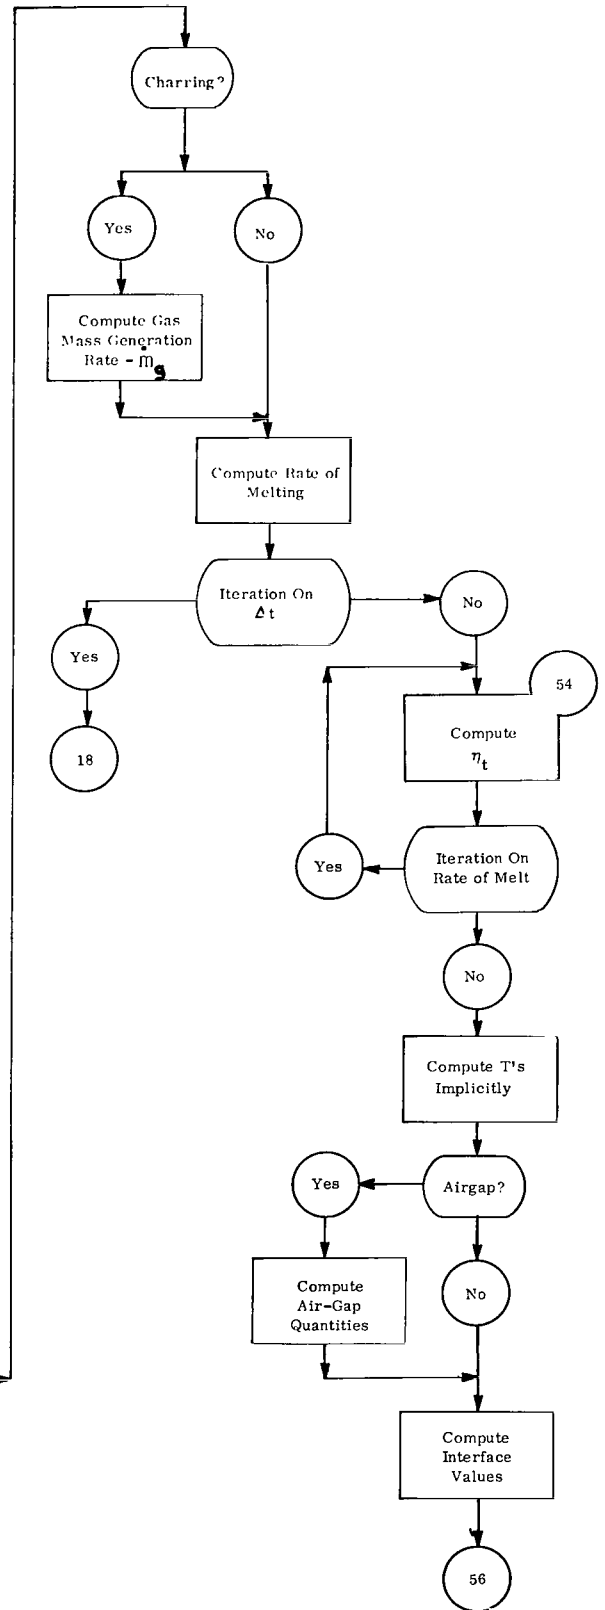 Charring?
Yes
No
Compute Gas
Mass Generation
Rate - ṁg
Compute Rate of
Melting
Iteration On
Δt
No
Yes
54
18
Compute
ηt
Yes
Iteration On
Rate of Melt
No
Compute T's
Implicitly
Yes
Airgap?
Compute
Air-Gap
Quantities
No
Compute
Interface
Values
56